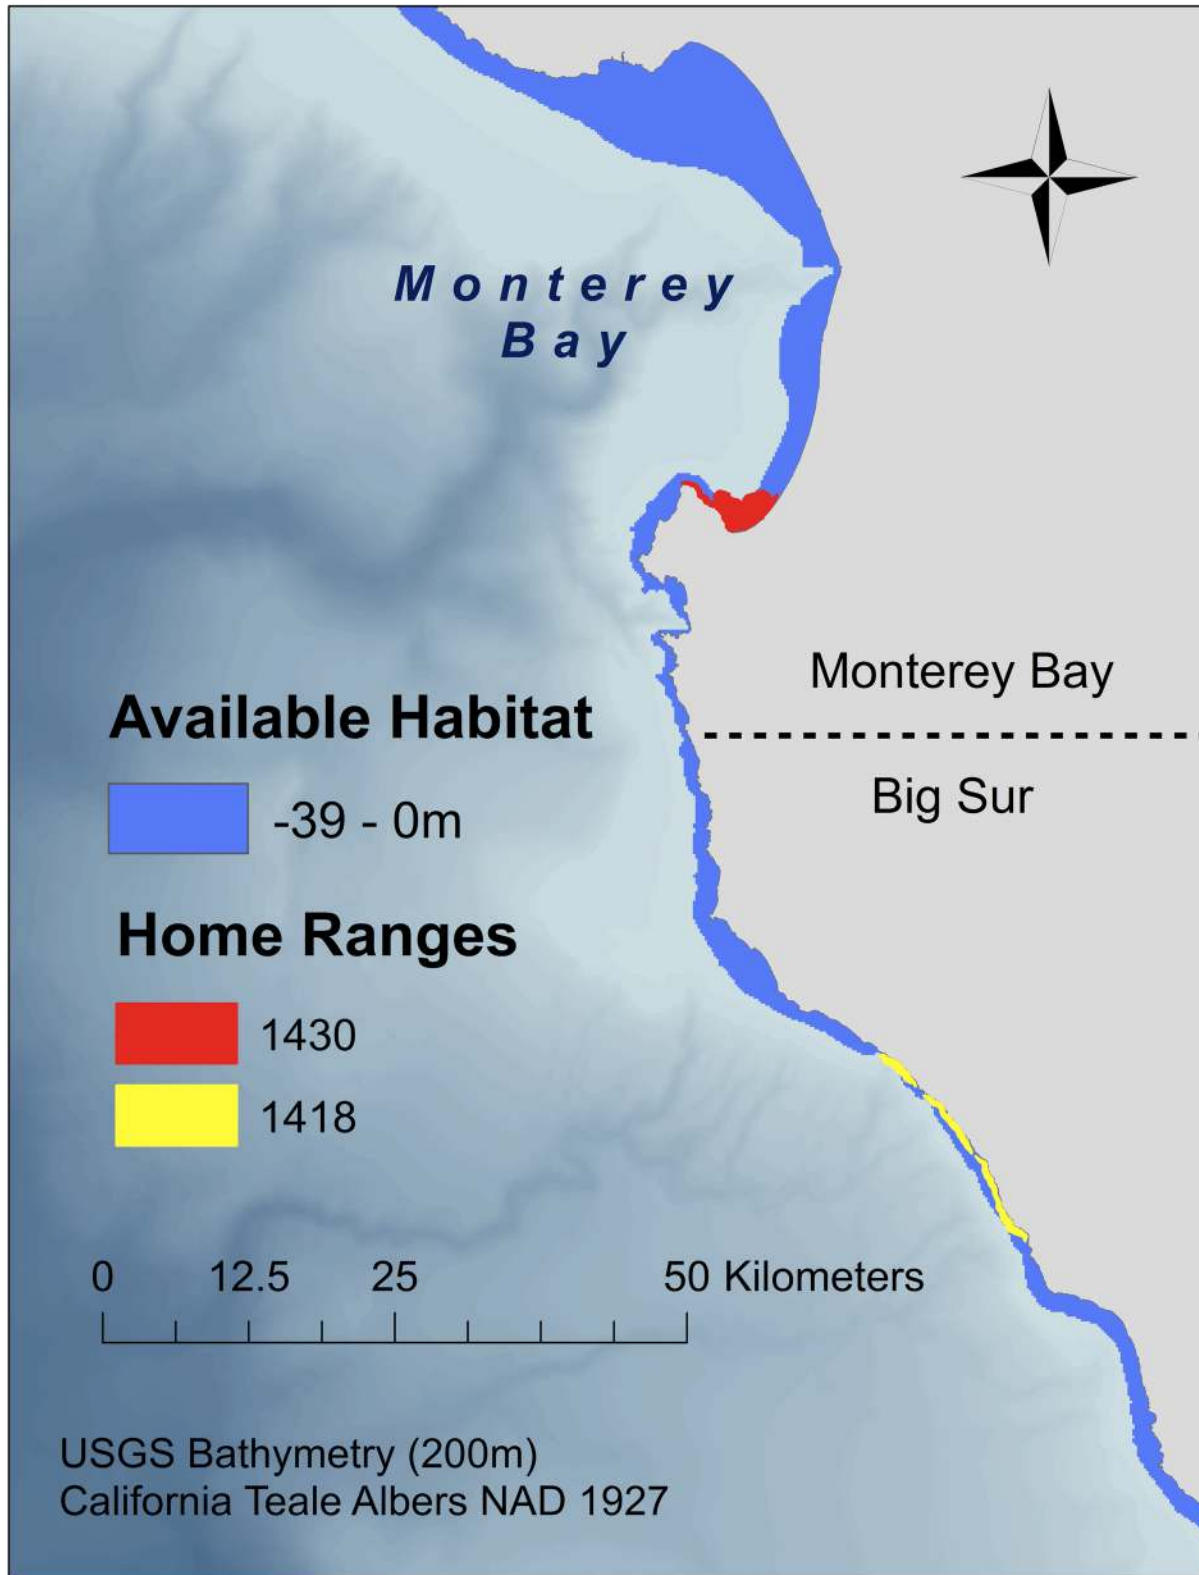 Monterey
Bay
Monterey Bay
Big Sur
Available Habitat
-39 - 0m
Home Ranges
1430
1418
0 12.5 25 50 Kilometers
USGS Bathymetry (200m)
California Teale Albers NAD 1927